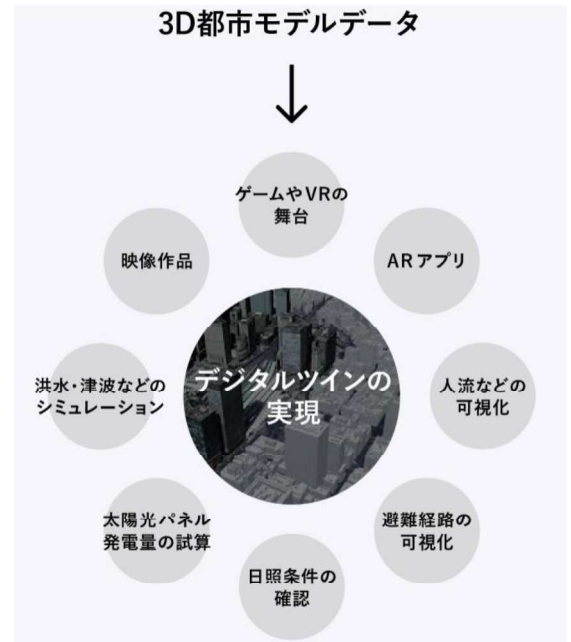 3D都市モデルデータ
ゲームやVRの
舞台
映像作品
ARアプリ
デジタルツインの
実現
洪水・津波などの
シミュレーション
人流などの
可視化
太陽光パネル
発電量の試算
避難経路の
可視化
日照条件の
確認